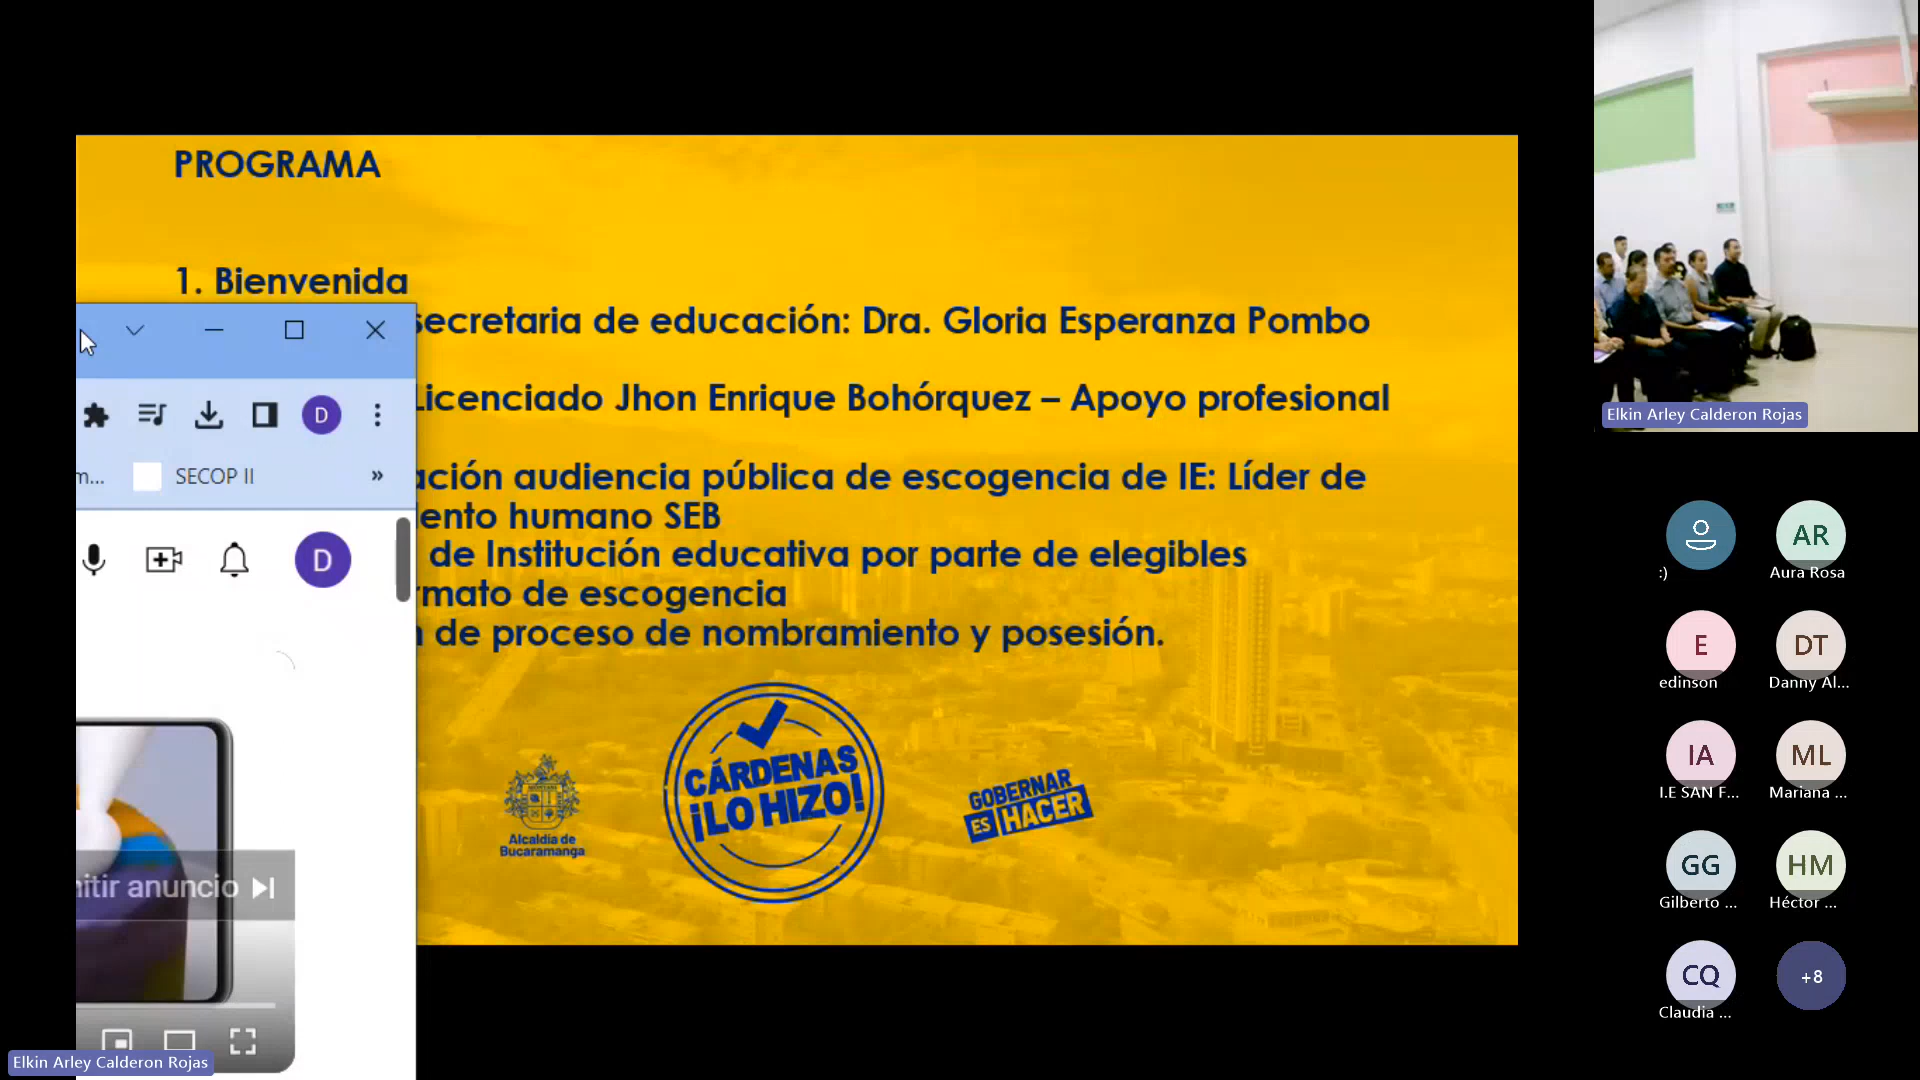 PROGRAMA
1. Bienvenida
secretaria de educación: Dra. Gloria Esperanza Pombo
Licenciado Jhon Enrique Bohórquez – Apoyo profesional
ación audiencia pública de escogencia de IE: Líder de
iento humano SEB
de Institución educativa por parte de elegibles
rmato de escogencia
n de proceso de nombramiento y posesión.
D
m...
SECOP II
»
D
mitir anuncio
Alcaldía de
Bucaramanga
CÁRDENAS
¡LO HIZO!
GOBERNAR
ES HACER
Elkin Arley Calderon Rojas
Elkin Arley Calderon Rojas
:)
AR
Aura Rosa
E
edinson
DT
Danny Al...
IA
I.E SAN F...
ML
Mariana ...
GG
Gilberto ...
HM
Héctor ...
CQ
Claudia ...
+8